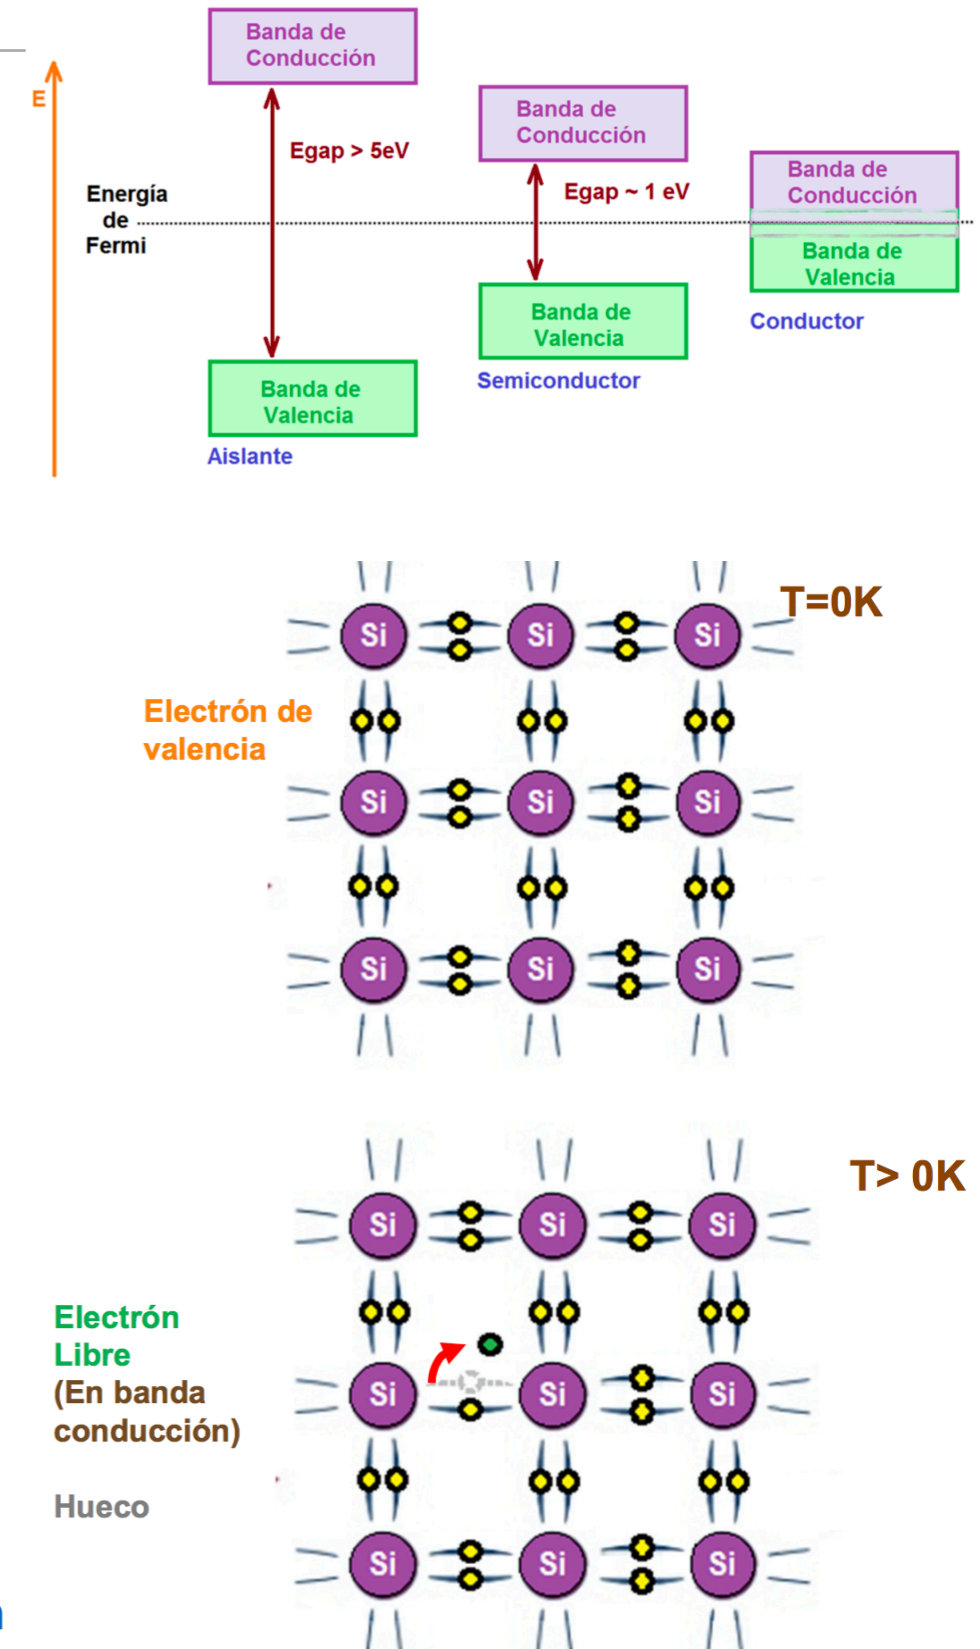 Banda de
Conducción
E
Egap > 5eV
Banda de
Conducción
Egap ~ 1 eV
Banda de
Conducción
Energía
de
Fermi
Banda de
Valencia
Banda de
Valencia
Conductor
Semiconductor
Banda de
Valencia
Aislante
T=0K
Si Si Si
Electrón de
valencia
Si Si Si
Si Si Si
T> 0K
Si Si Si
Electrón
Libre
(En banda
conducción)
Si Si Si
Hueco
Si Si Si